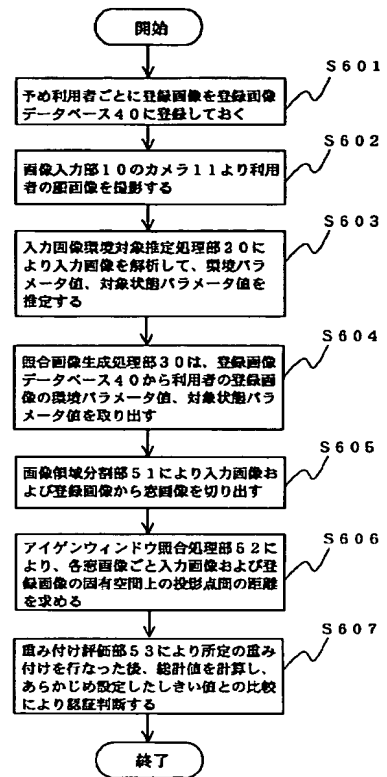 開始
S601
予め利用者ごとに登録画像を登録画像
データベース40に登録しておく
S602
画像入力部10のカメラ11より利用
者の顔画像を撮影する
S603
入力画像環境対象推定処理部20に
より入力画像を解析して、環境パラ
メータ値、対象状態パラメータ値を
推定する
S604
照合画像生成処理部30は、登録画像
データベース40から利用者の登録画
像の環境パラメータ値、対象状態パラ
メータ値を取り出す
S605
画像領域分割部51により入力画像お
よび登録画像から窓画像を切り出す
S606
アイゲンウィンドウ照合処理部52に
より、各窓画像ごと入力画像および登
録画像の固有空間上の投影点間の距離
を求める
S607
重み付け評価部53により所定の重み
付けを行なった後、総計値を計算し、
あらかじめ設定したしきい値との比較
により認証判断する
終了